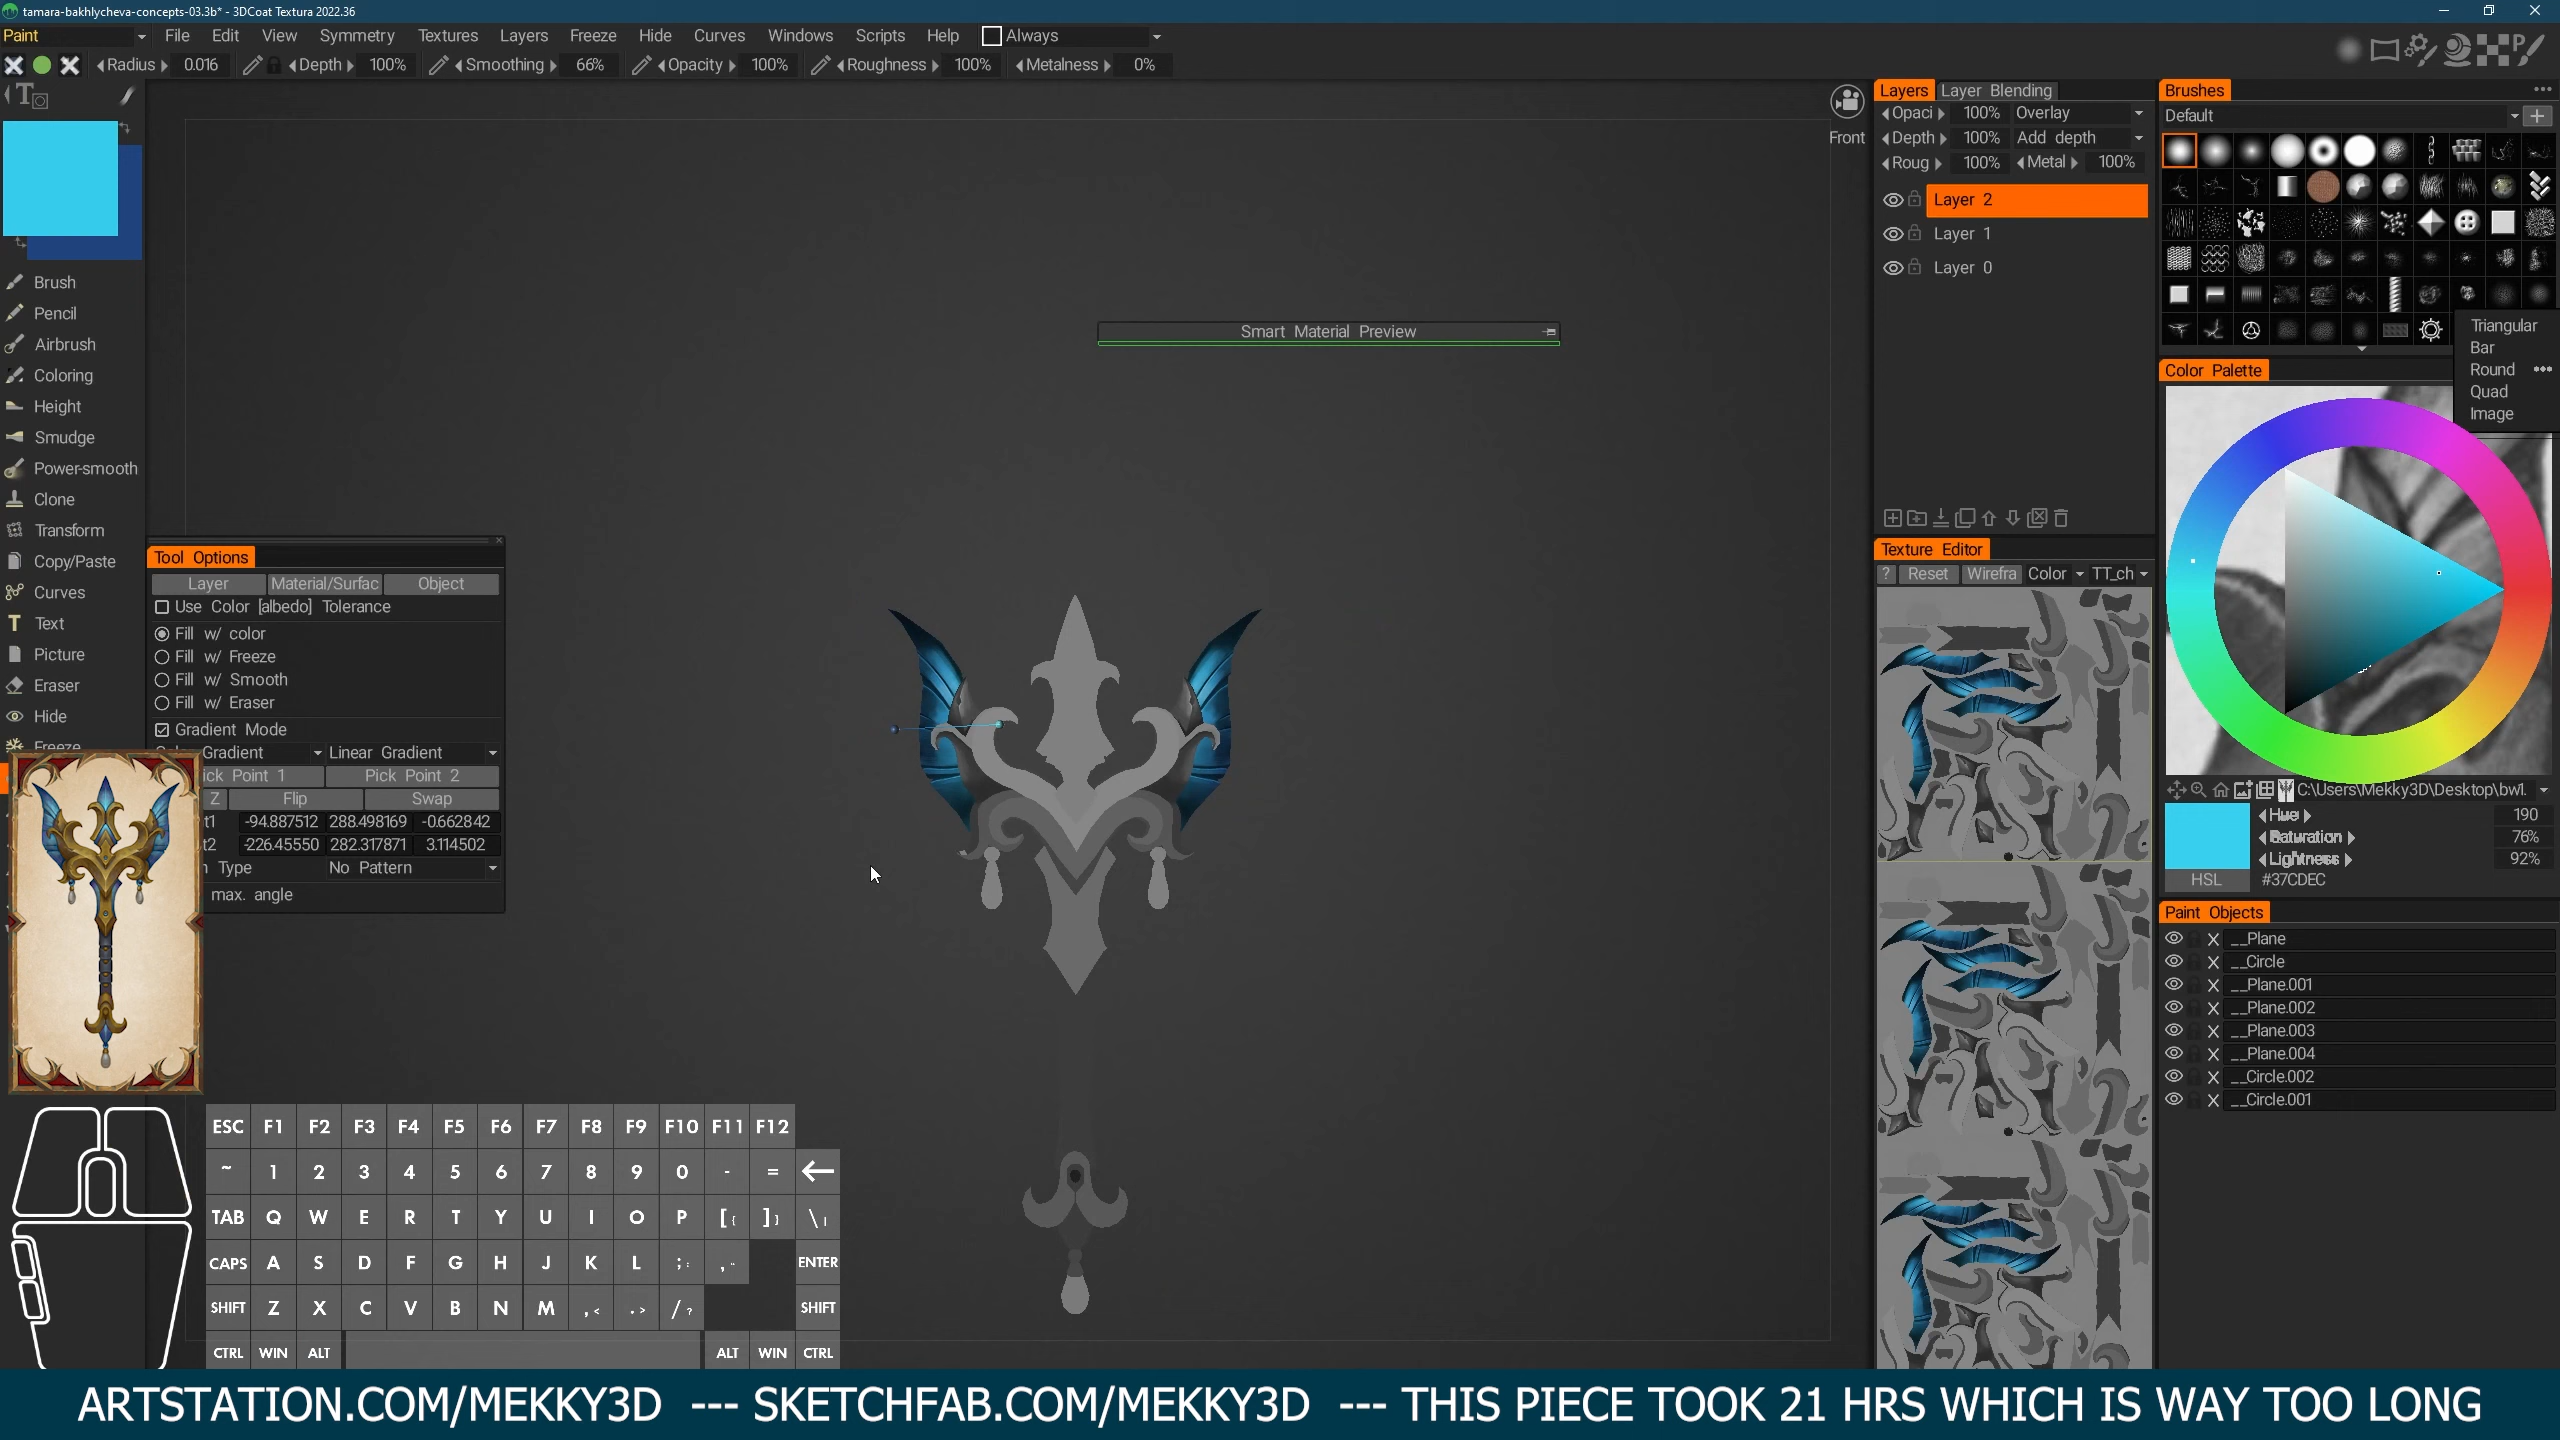 tamara-bakhlycheva-concepts-03.3b* - 3DCoat Textura 2022.36
Paint File Edit View Symmetry Textures Layers Freeze Hide Curves Windows Scripts Help Always
Radius 0.016 Depth 100% Smoothing 66% Opacity 100% Roughness 100% Metalness 0%
Front
Brush
Pencil
Airbrush
Coloring
Height
Smudge
Power-smooth
Clone
Transform
Copy/Paste
Curves
Text
Picture
Eraser
Hide
Freeze
Tool Options
Layer Material/Surfac Object
Use Color [albedo] Tolerance
Fill w/ color
Fill w/ Freeze
Fill w/ Smooth
Fill w/ Eraser
Gradient Mode
Gradient Linear Gradient
ick Point 1 Pick Point 2
Z Flip Swap
t1 -94.887512 288.498169 -0.662842
t2 -226.45550 282.317871 3.114502
Type No Pattern
max. angle
Smart Material Preview
Layers Layer Blending
Opaci 100% Overlay
Depth 100% Add depth
Roug 100% Metal 100%
Layer 2
Layer 1
Layer 0
Texture Editor
? Reset Wirefra Color TT_ch
Brushes
Default
Triangular
Bar
Round
Quad
Image
Color Palette
C:\Users\Mekky3D\Desktop\bw1.
Hue 190
Saturation 76%
Lightness 92%
HSL #37CDEC
Paint Objects
X __Plane
X __Circle
X __Plane.001
X __Plane.002
X __Plane.003
X __Plane.004
X __Circle.002
X __Circle.001
ESC F1 F2 F3 F4 F5 F6 F7 F8 F9 F10 F11 F12
~ 1 2 3 4 5 6 7 8 9 0 - =
TAB Q W E R T Y U I O P [ { ] } \ |
CAPS A S D F G H J K L ; : , " ENTER
SHIFT Z X C V B N M , < . > / ? SHIFT
CTRL WIN ALT ALT WIN CTRL
ARTSTATION.COM/MEKKY3D --- SKETCHFAB.COM/MEKKY3D --- THIS PIECE TOOK 21 HRS WHICH IS WAY TOO LONG